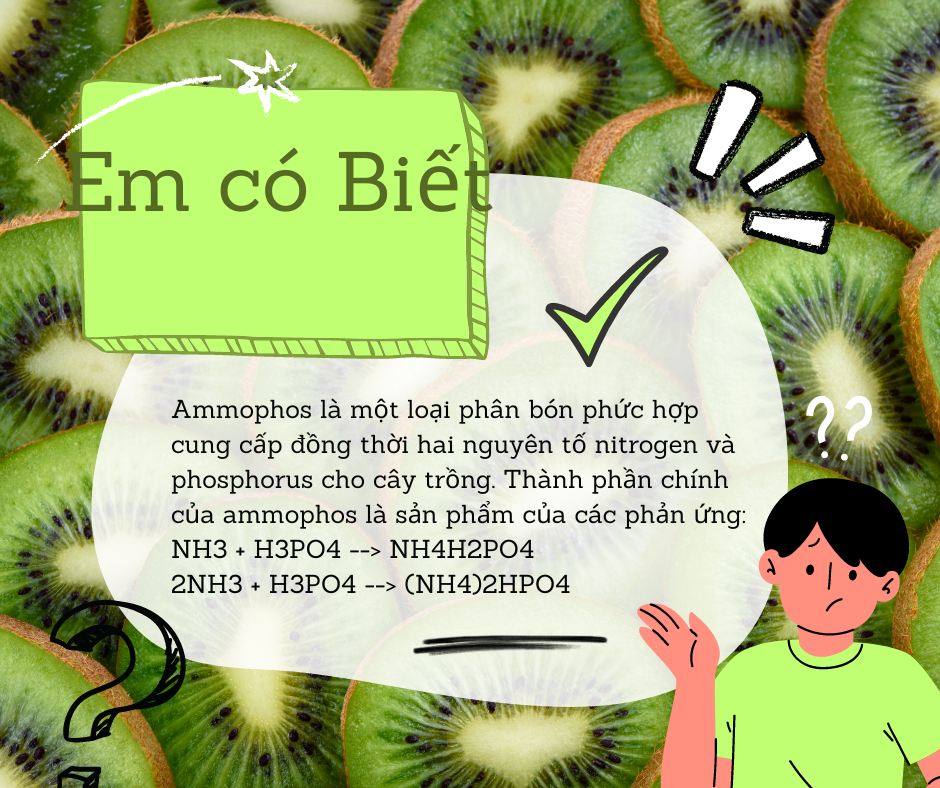 Em có Biết
Ammophos là một loại phân bón phức hợp
cung cấp đồng thời hai nguyên tố nitrogen và
phosphorus cho cây trồng. Thành phần chính
của ammophos là sản phẩm của các phản ứng:
NH3 + H3PO4 --> NH4H2PO4
2NH3 + H3PO4 --> (NH4)2HPO4
??
?